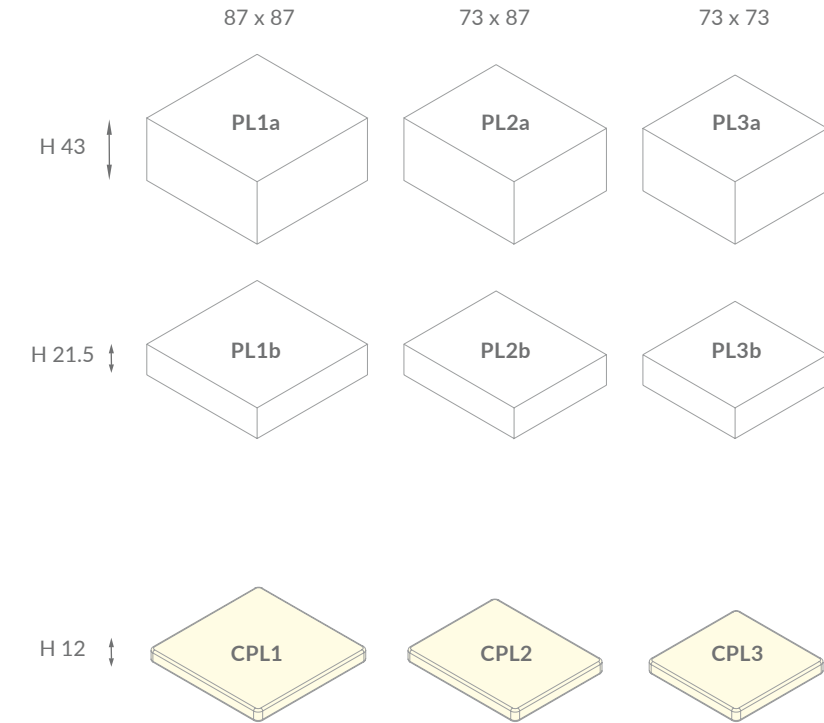 87 x 87 73 x 87 73 x 73
H 43 PL1a PL2a PL3a
H 21.5 PL1b PL2b PL3b
H 12 CPL1 CPL2 CPL3